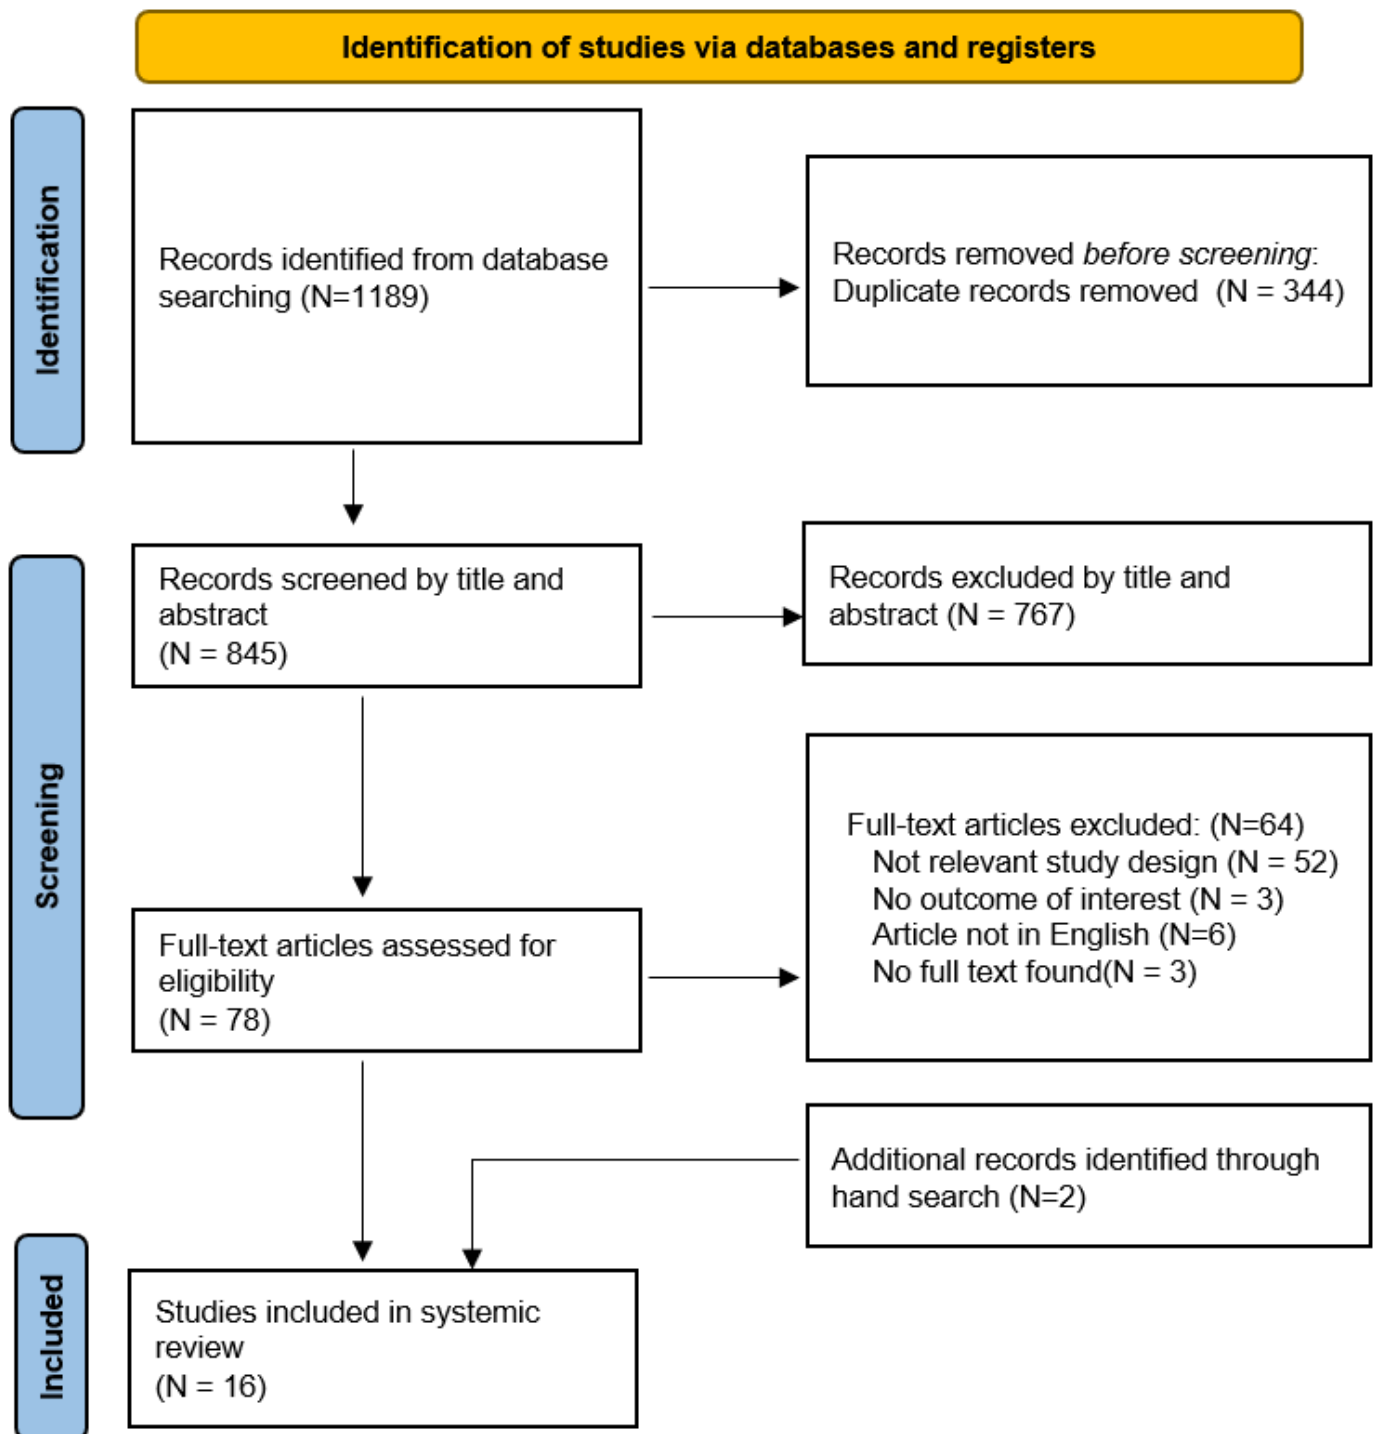 Identification of studies via databases and registers
Identification
Records identified from database
searching (N=1189)
Records removed before screening:
Duplicate records removed  (N = 344)
Screening
Records screened by title and
abstract
(N = 845)
Records excluded by title and
abstract (N = 767)
Full-text articles assessed for
eligibility
(N = 78)
Full-text articles excluded: (N=64)
Not relevant study design (N = 52)
No outcome of interest (N = 3)
Article not in English (N=6)
No full text found(N = 3)
Additional records identified through
hand search (N=2)
Included
Studies included in systemic
review
(N = 16)